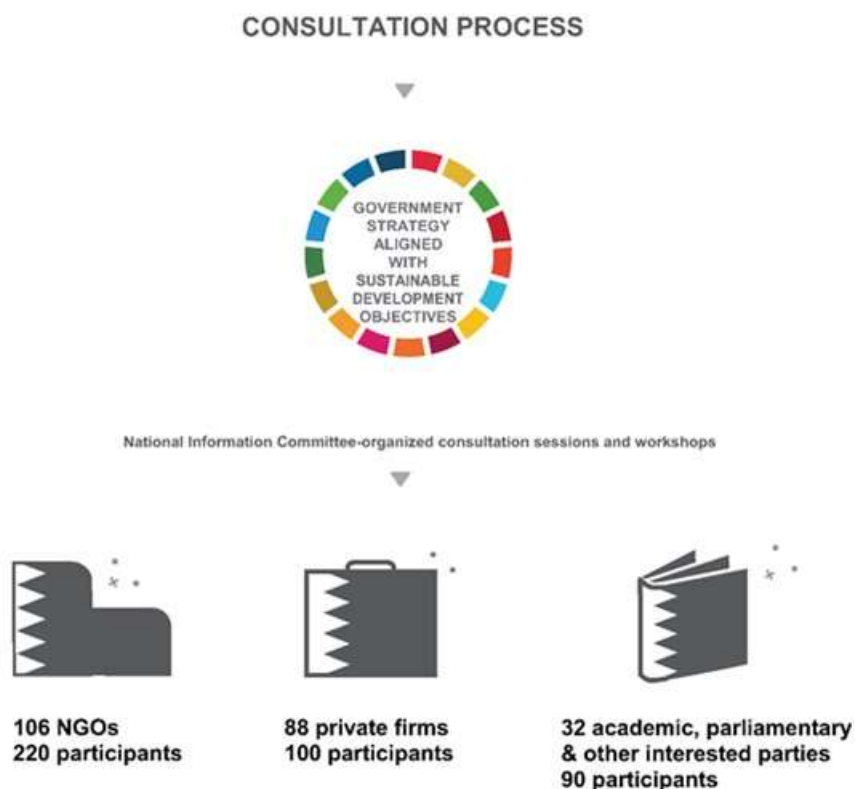 CONSULTATION PROCESS
GOVERNMENT
STRATEGY
ALIGNED
WITH
SUSTAINABLE
DEVELOPMENT
OBJECTIVES
National Information Committee-organized consultation sessions and workshops
106 NGOs
220 participants
88 private firms
100 participants
32 academic, parliamentary
& other interested parties
90 participants